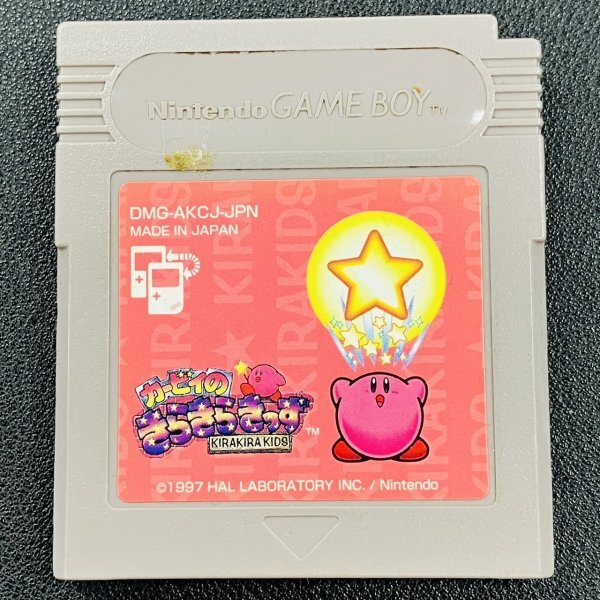 Nintendo GAME BOY TM
DMG-AKCJ-JPN
MADE IN JAPAN
カービィの
きらきらきっず
KIRAKIRA KIDS
TM
©1997 HAL LABORATORY INC. / Nintendo